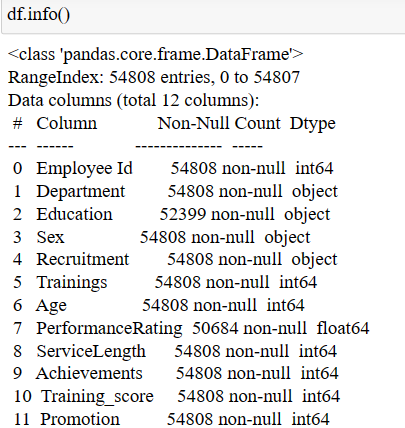 df.info()
<class 'pandas.core.frame.DataFrame'>
RangeIndex: 54808 entries, 0 to 54807
Data columns (total 12 columns):
# Column Non-Null Count Dtype
--- ------ -------------- -----
0 Employee Id 54808 non-null int64
1 Department 54808 non-null object
2 Education 52399 non-null object
3 Sex 54808 non-null object
4 Recruitment 54808 non-null object
5 Trainings 54808 non-null int64
6 Age 54808 non-null int64
7 PerformanceRating 50684 non-null float64
8 ServiceLength 54808 non-null int64
9 Achievements 54808 non-null int64
10 Training_score 54808 non-null int64
11 Promotion 54808 non-null int64